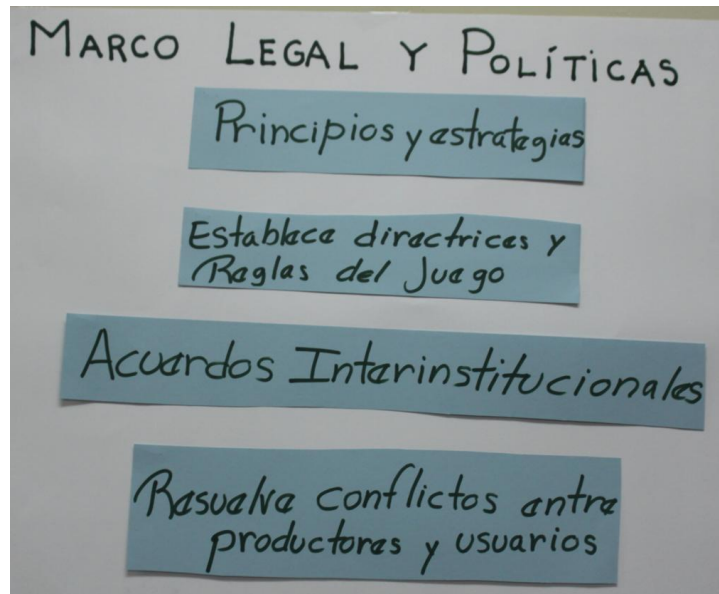 MARCO LEGAL Y POLÍTICAS
Principios y estrategias
Establece directrices y
Reglas del Juego
Acuerdos Interinstitucionales
Resuelve conflictos entre
productores y usuarios